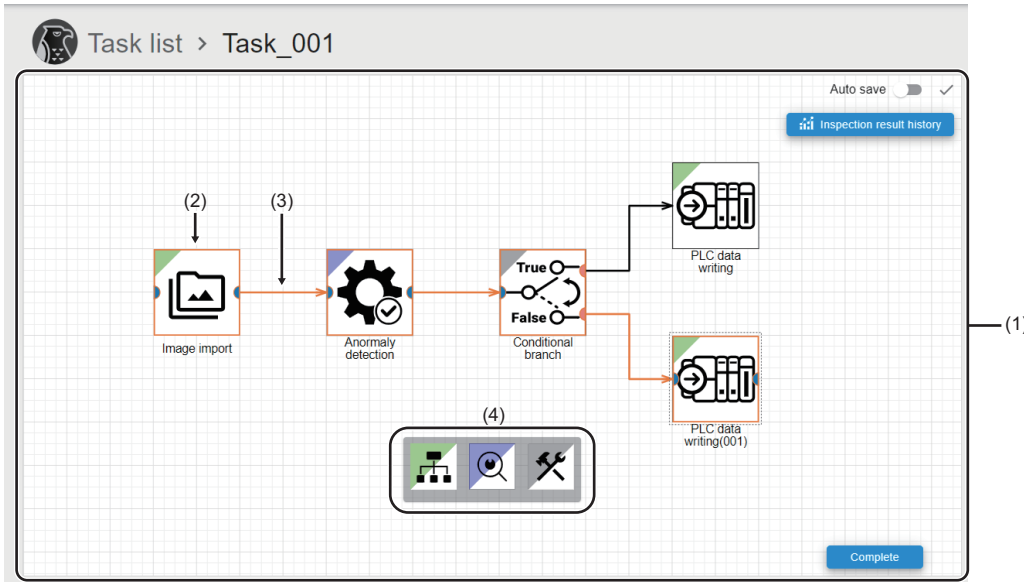 Task list > Task_001
Auto save
Inspection result history
(1)
(2)
(3)
PLC data
writing
True
False
Image import
Anormaly
detection
Conditional
branch
PLC data
writing(001)
(4)
Complete